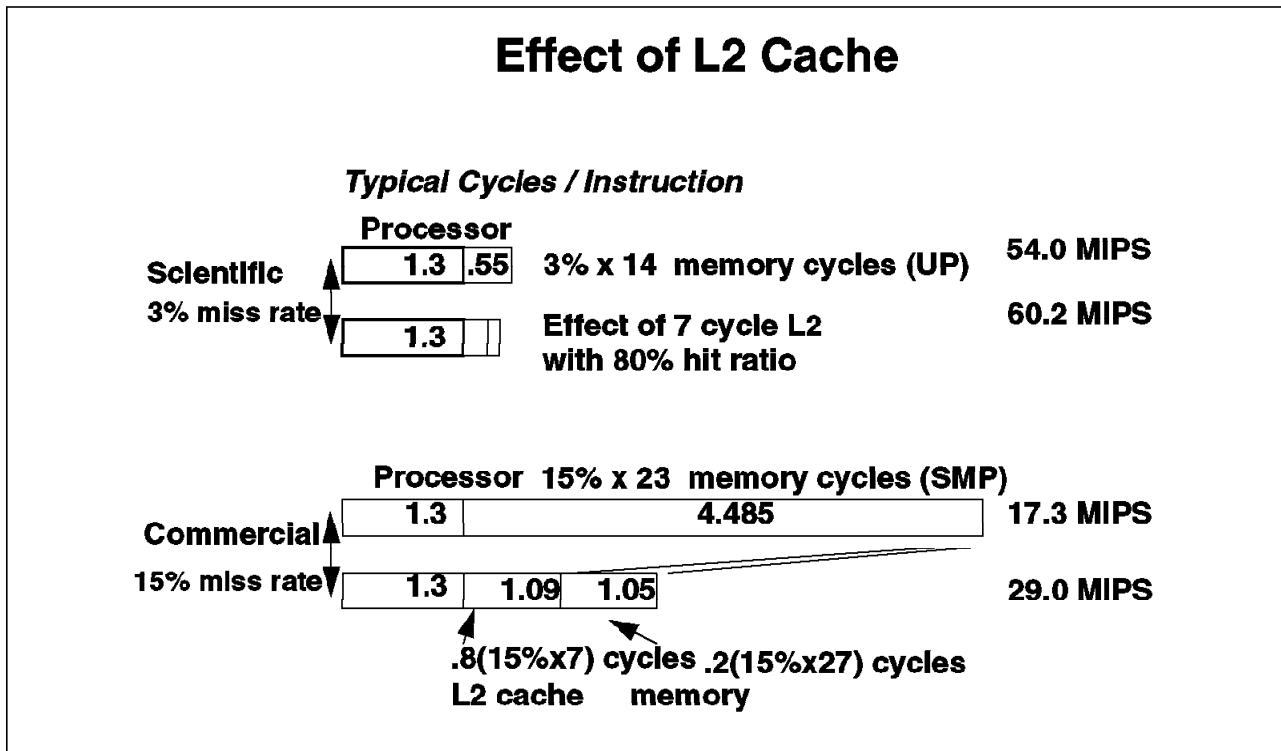 Effect of L2 Cache
Typical Cycles / Instruction
Processor
Scientific
3% miss rate
1.3 .55 3% x 14 memory cycles (UP) 54.0 MIPS
1.3 Effect of 7 cycle L2 60.2 MIPS
with 80% hit ratio
Processor 15% x 23 memory cycles (SMP)
Commercial
15% miss rate
1.3 4.485 17.3 MIPS
1.3 1.09 1.05 29.0 MIPS
.8(15%x7) cycles .2(15%x27) cycles
L2 cache memory